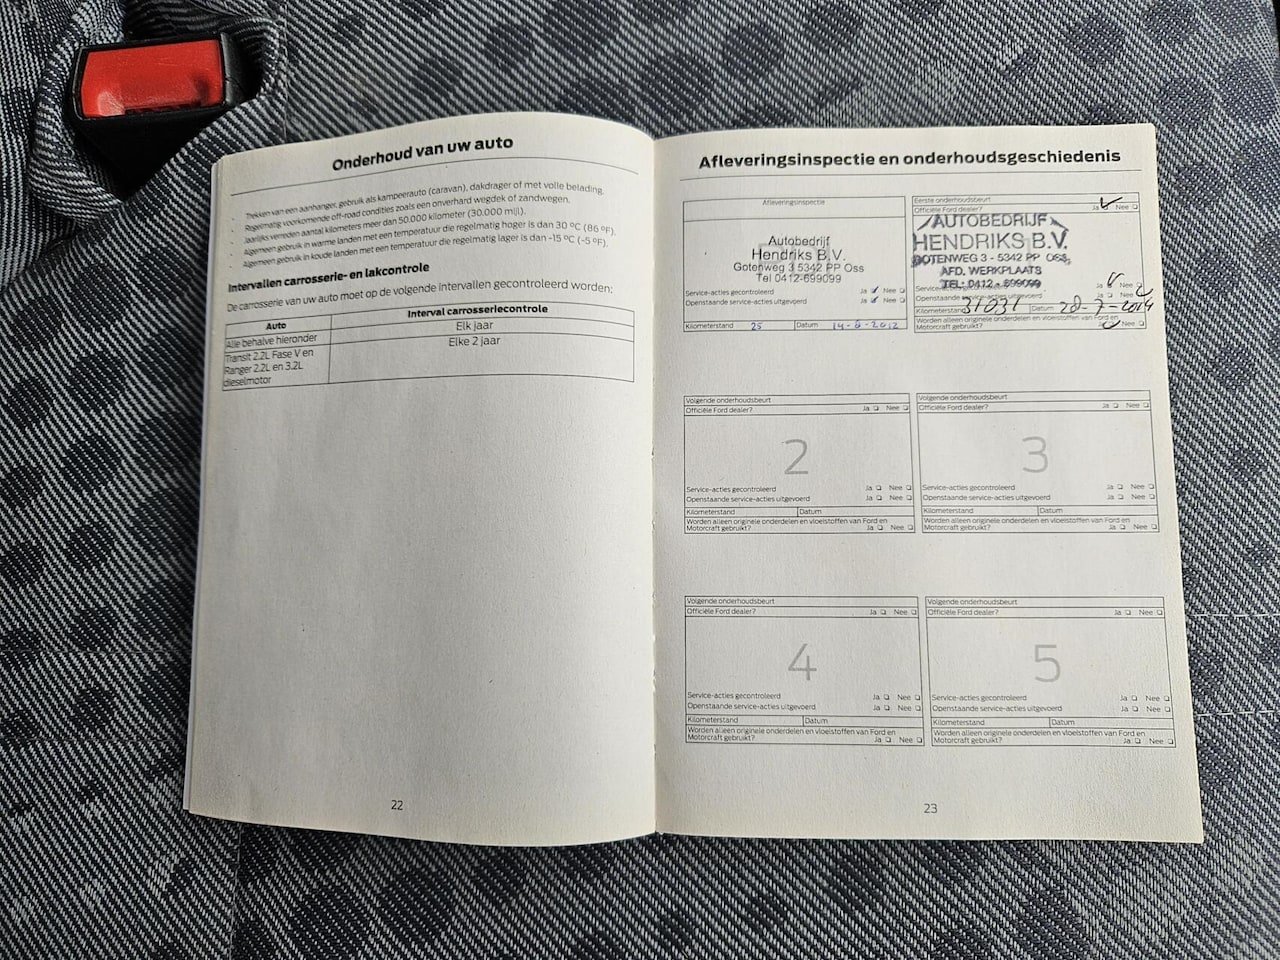 Onderhoud van uw auto
Trekken van een aanhanger, gebruik als kampeerauto (caravan), dakdrager of met volle belading.
Regelmatig voorkomende off-road condities zoals een onverhard wegdek of zandwegen.
Jaarlijks verreden aantal kilometers meer dan 50.000 kilometer (30.000 mijl).
Algemeen gebruik in warme landen met een temperatuur die regelmatig hoger is dan 30 ºC (86 ºF).
Algemeen gebruik in koude landen met een temperatuur die regelmatig lager is dan -15 ºC (-5 ºF).
Intervallen carrosserie- en lakcontrole
De carrosserie van uw auto moet op de volgende intervallen gecontroleerd worden:
Auto Interval carrosseriecontrole
Alle behalve hieronder Elk jaar
Transit 2.2L Fase V en Elke 2 jaar
Ranger 2.2L en 3.2L
dieselmotor
22
Afleveringsinspectie en onderhoudsgeschiedenis
Afleveringsinspectie
Autobedrijf
Hendriks B.V.
Gotenweg 3 5342 PP Oss
Tel 0412-699099
Service-acties gecontroleerd Ja Nee
Openstaande service-acties uitgevoerd Ja Nee
Kilometerstand 25 Datum
Eerste onderhoudsbeurt
Officiële Ford dealer? Ja Nee
AUTOBEDRIJF
HENDRIKS B.V.
GOTENWEG 3 - 5342 PP OSS
AFD. WERKPLAATS
TEL: 0412 - 699099
Ja Nee
Openstaande service-acties uitgevoerd Ja Nee
Kilometerstand 31031 Datum 28-3-2014
Worden alleen originele onderdelen en vloeistoffen van Ford en
Motorcraft gebruikt? Nee
Volgende onderhoudsbeurt
Officiële Ford dealer? Ja Nee
2
Service-acties gecontroleerd Ja Nee
Openstaande service-acties uitgevoerd Ja Nee
Kilometerstand Datum
Worden alleen originele onderdelen en vloeistoffen van Ford en
Motorcraft gebruikt? Ja Nee
Volgende onderhoudsbeurt
Officiële Ford dealer? Ja Nee
3
Service-acties gecontroleerd Ja Nee
Openstaande service-acties uitgevoerd Ja Nee
Kilometerstand Datum
Worden alleen originele onderdelen en vloeistoffen van Ford en
Motorcraft gebruikt? Ja Nee
Volgende onderhoudsbeurt
Officiële Ford dealer? Ja Nee
4
Service-acties gecontroleerd Ja Nee
Openstaande service-acties uitgevoerd Ja Nee
Kilometerstand Datum
Worden alleen originele onderdelen en vloeistoffen van Ford en
Motorcraft gebruikt? Ja Nee
Volgende onderhoudsbeurt
Officiële Ford dealer? Ja Nee
5
Service-acties gecontroleerd Ja Nee
Openstaande service-acties uitgevoerd Ja Nee
Kilometerstand Datum
Worden alleen originele onderdelen en vloeistoffen van Ford en
Motorcraft gebruikt? Ja Nee
23